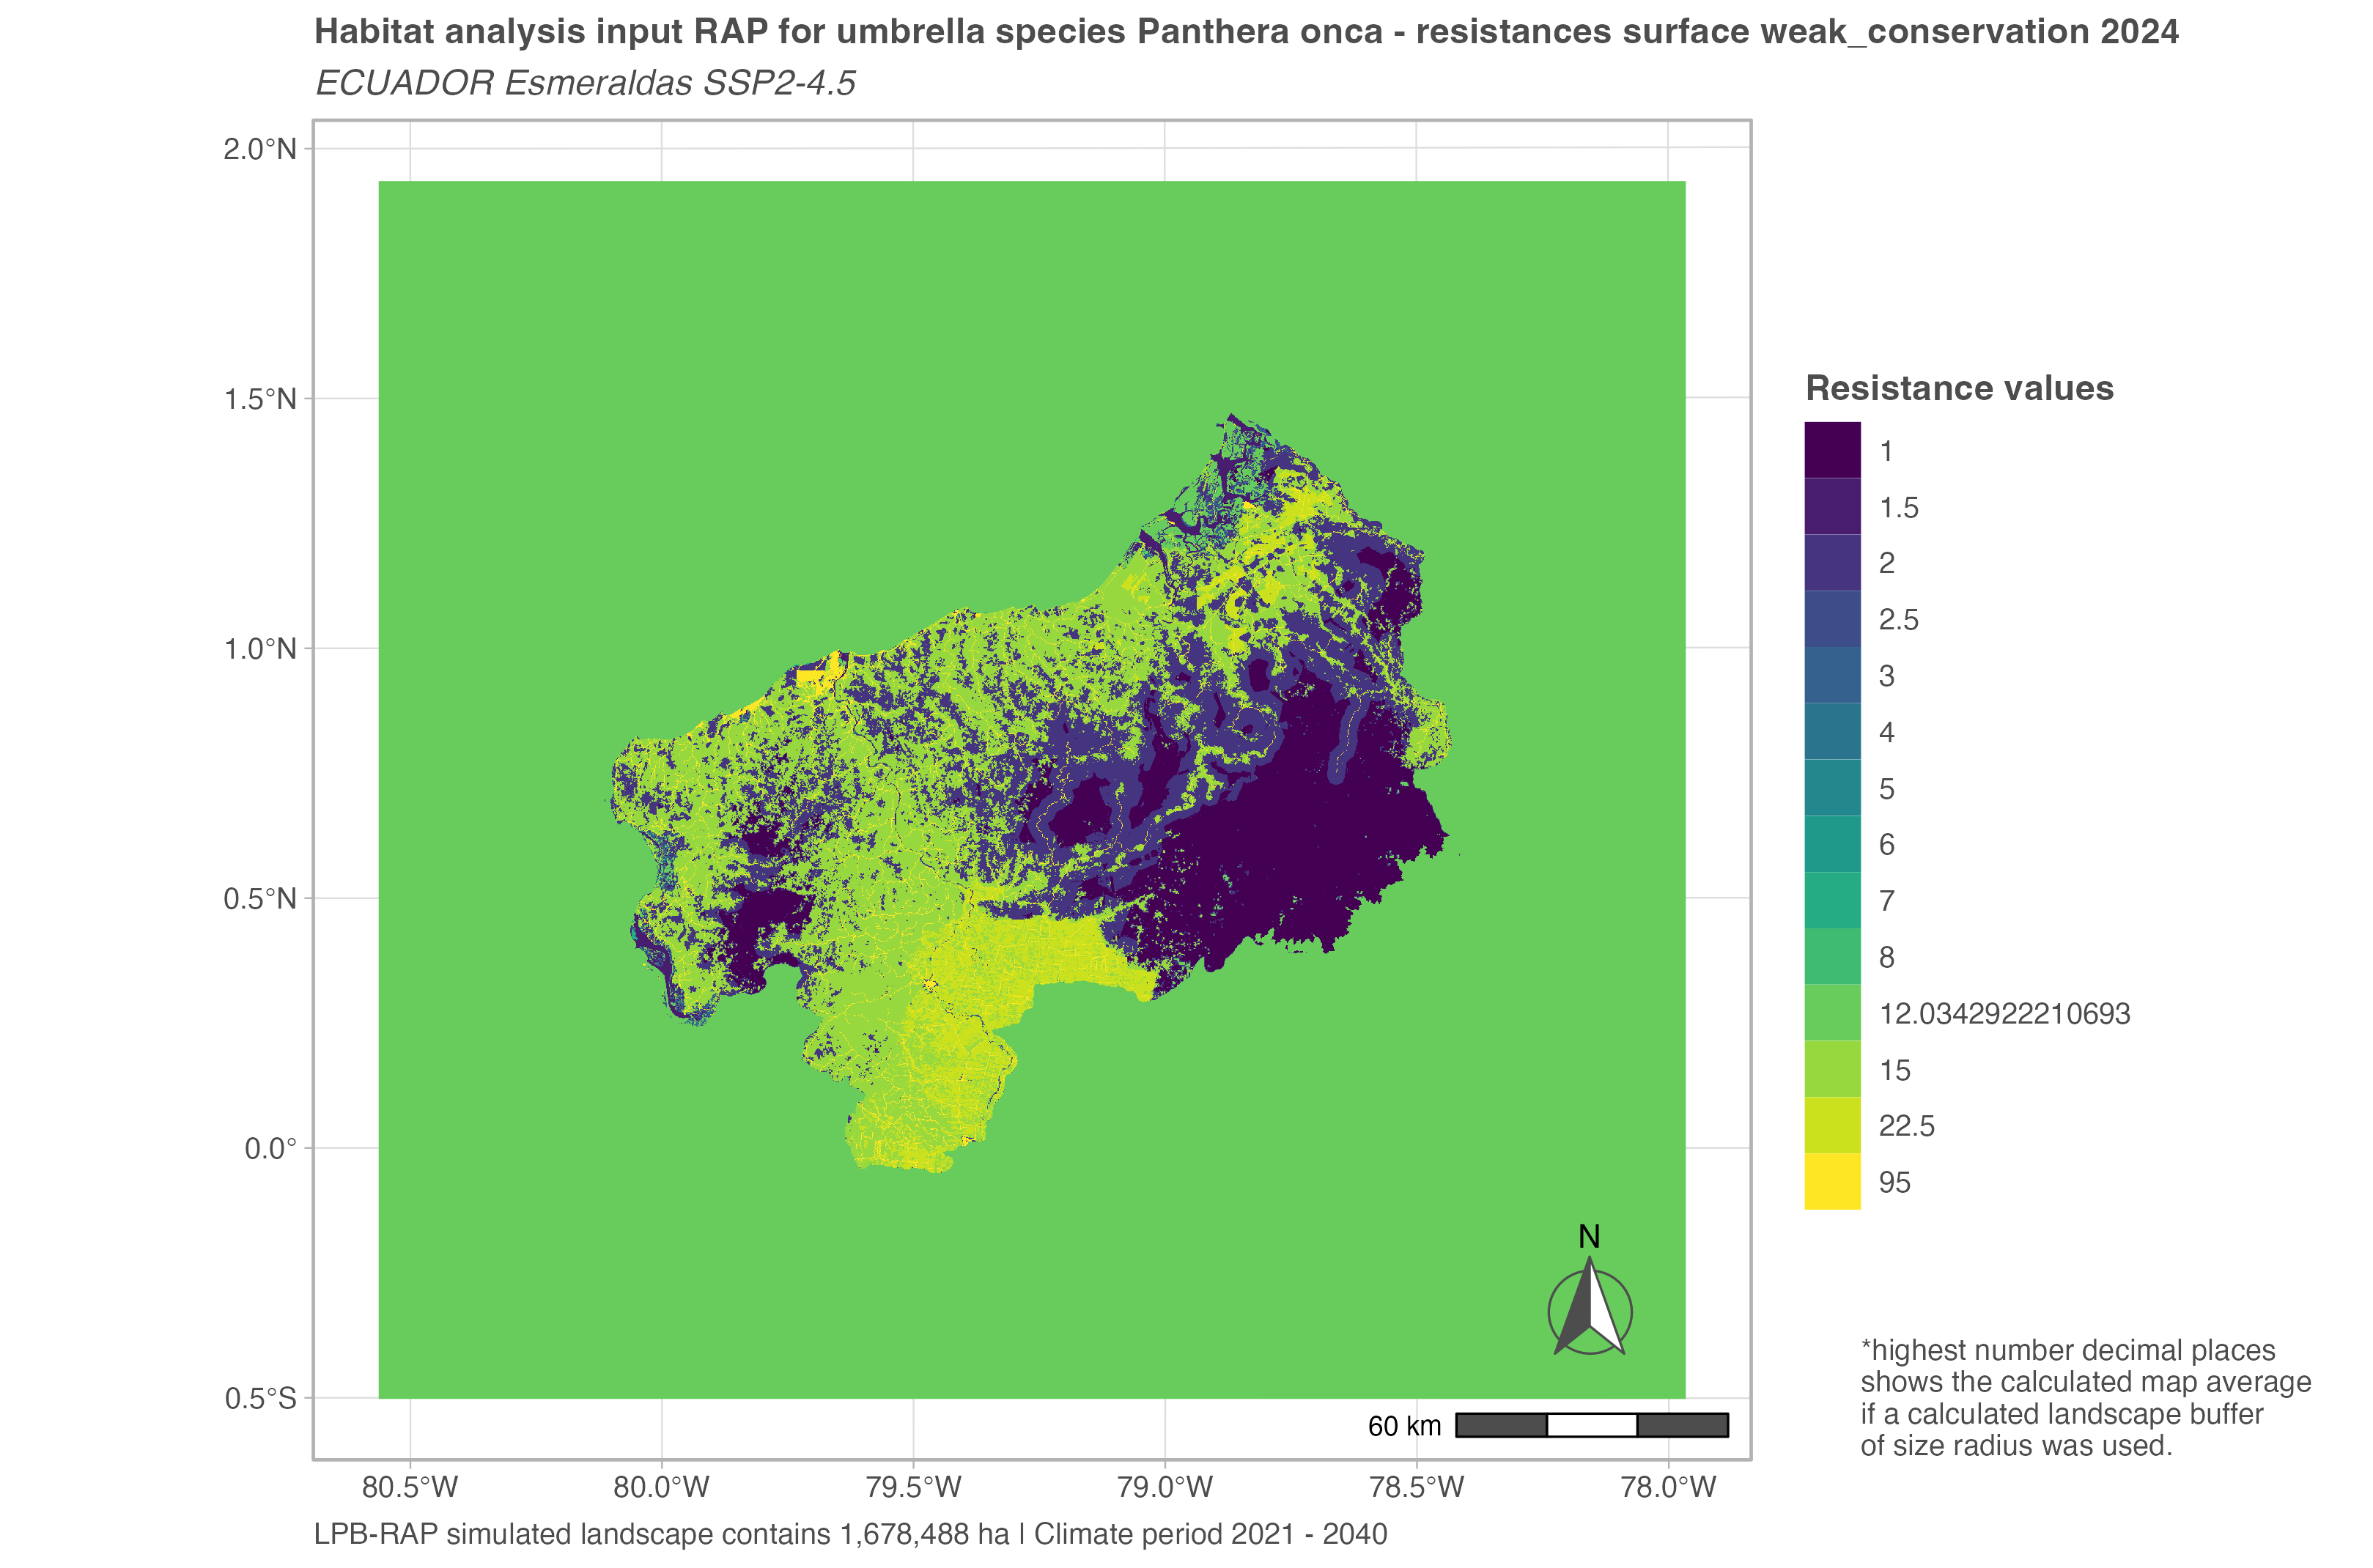 Habitat analysis input RAP for umbrella species Panthera onca - resistances surface weak_conservation 2024
ECUADOR Esmeraldas SSP2-4.5
2.0°N
1.5°N
1.0°N
0.5°N
0.0°
0.5°S
80.5°W
80.0°W
79.5°W
79.0°W
78.5°W
78.0°W
N
60 km
Resistance values
1
1.5
2
2.5
3
4
5
6
7
8
12.0342922210693
15
22.5
95
*highest number decimal places
shows the calculated map average
if a calculated landscape buffer
of size radius was used.
LPB-RAP simulated landscape contains 1,678,488 ha | Climate period 2021 - 2040